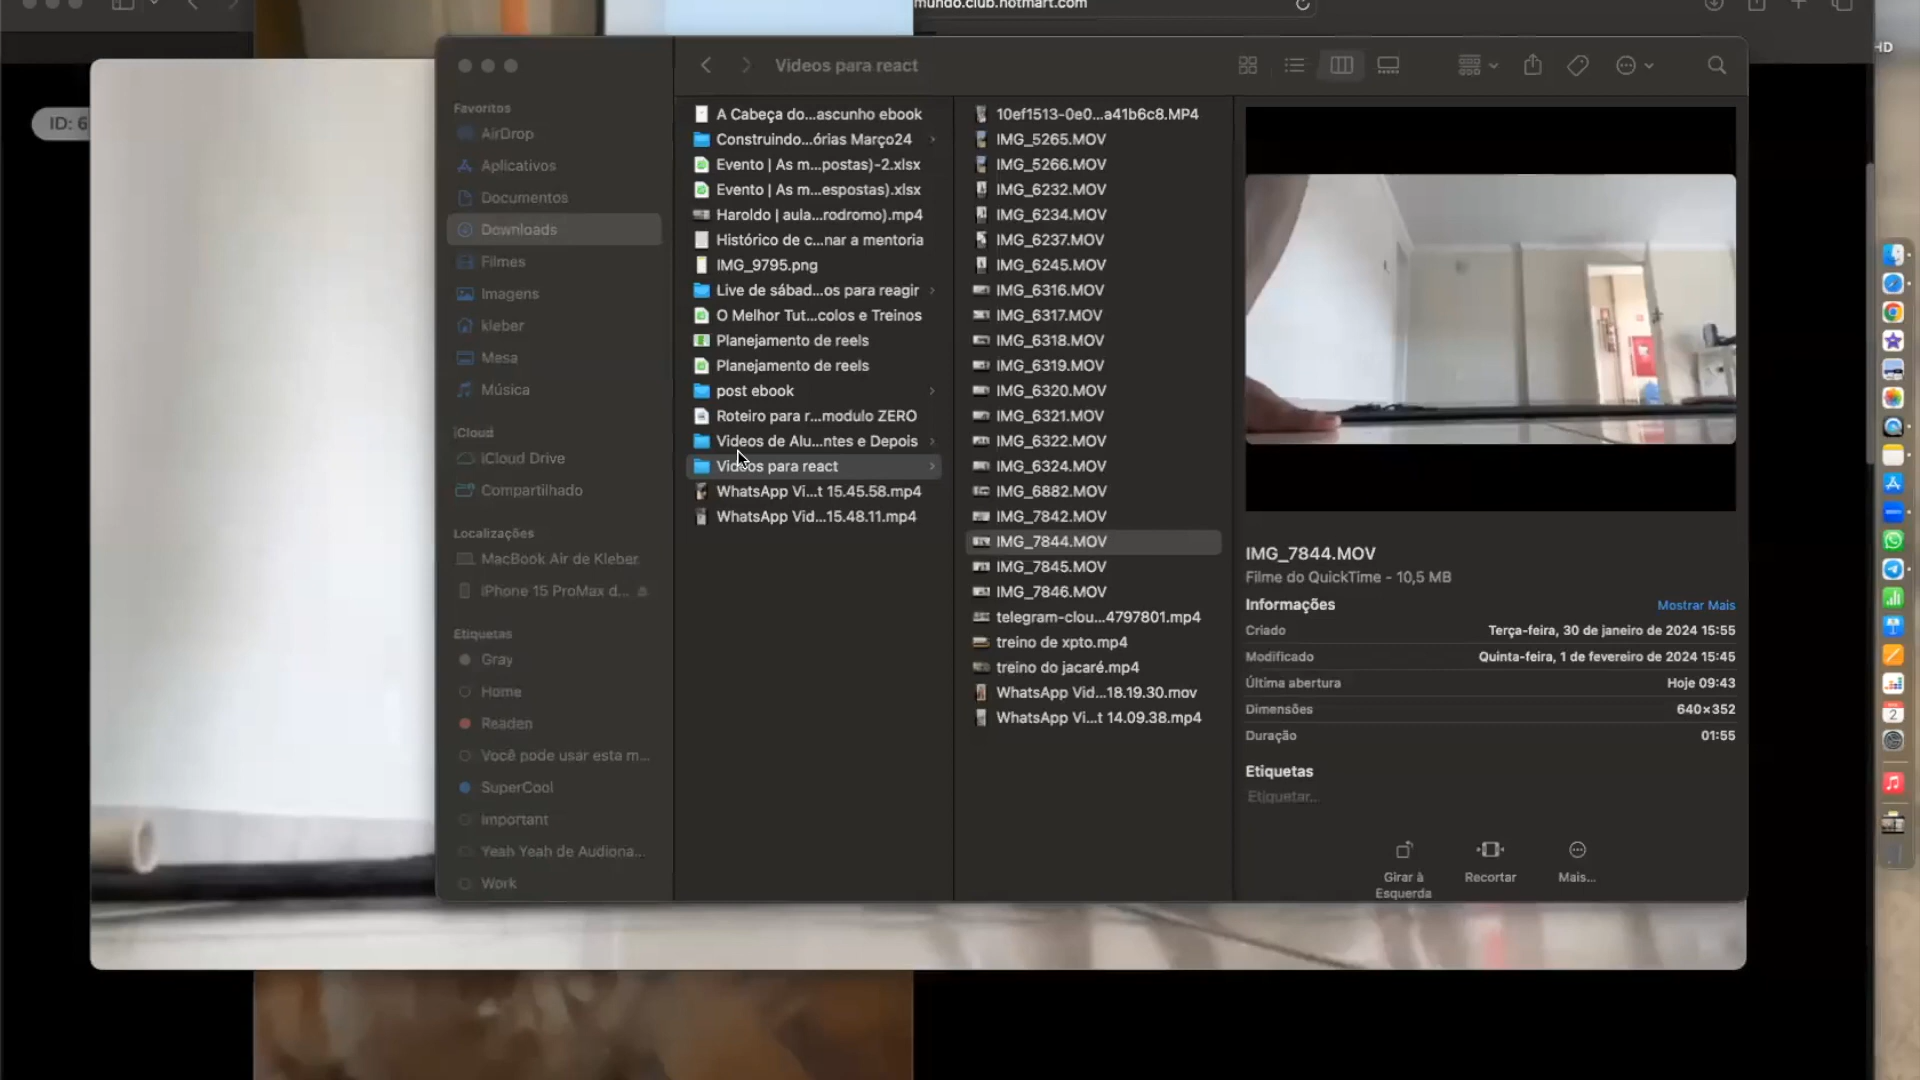 mundo.club.hotmart.com
HD
ID: 6
Videos para react
Favoritos
AirDrop
Aplicativos
Documentos
Downloads
Filmes
Imagens
kleber
Mesa
Música
iCloud
iCloud Drive
Compartilhado
Localizações
MacBook Air de Kleber
iPhone 15 ProMax d...
Etiquetas
Gray
Home
Readen
Você pode usar esta m...
SuperCool
Important
Yeah Yeah de Audiona...
Work
A Cabeça do...ascunho ebook
Construindo...órias Março24
Evento | As m...postas)-2.xlsx
Evento | As m...espostas).xlsx
Haroldo | aula...rodromo).mp4
Histórico de c...nar a mentoria
IMG_9795.png
Live de sábad...os para reagir
O Melhor Tut...colos e Treinos
Planejamento de reels
Planejamento de reels
post ebook
Roteiro para r...modulo ZERO
Videos de Alu...ntes e Depois
Videos para react
WhatsApp Vi...t 15.45.58.mp4
WhatsApp Vid...15.48.11.mp4
10ef1513-0e0...a41b6c8.MP4
IMG_5265.MOV
IMG_5266.MOV
IMG_6232.MOV
IMG_6234.MOV
IMG_6237.MOV
IMG_6245.MOV
IMG_6316.MOV
IMG_6317.MOV
IMG_6318.MOV
IMG_6319.MOV
IMG_6320.MOV
IMG_6321.MOV
IMG_6322.MOV
IMG_6324.MOV
IMG_6882.MOV
IMG_7842.MOV
IMG_7844.MOV
IMG_7845.MOV
IMG_7846.MOV
telegram-clou...4797801.mp4
treino de xpto.mp4
treino do jacaré.mp4
WhatsApp Vid...18.19.30.mov
WhatsApp Vi...t 14.09.38.mp4
IMG_7844.MOV
Filme do QuickTime - 10,5 MB
Informações Mostrar Mais
Criado Terça-feira, 30 de janeiro de 2024 15:55
Modificado Quinta-feira, 1 de fevereiro de 2024 15:45
Última abertura Hoje 09:43
Dimensões 640×352
Duração 01:55
Etiquetas
Etiquetar...
Girar à
Esquerda
Recortar
Mais...
2